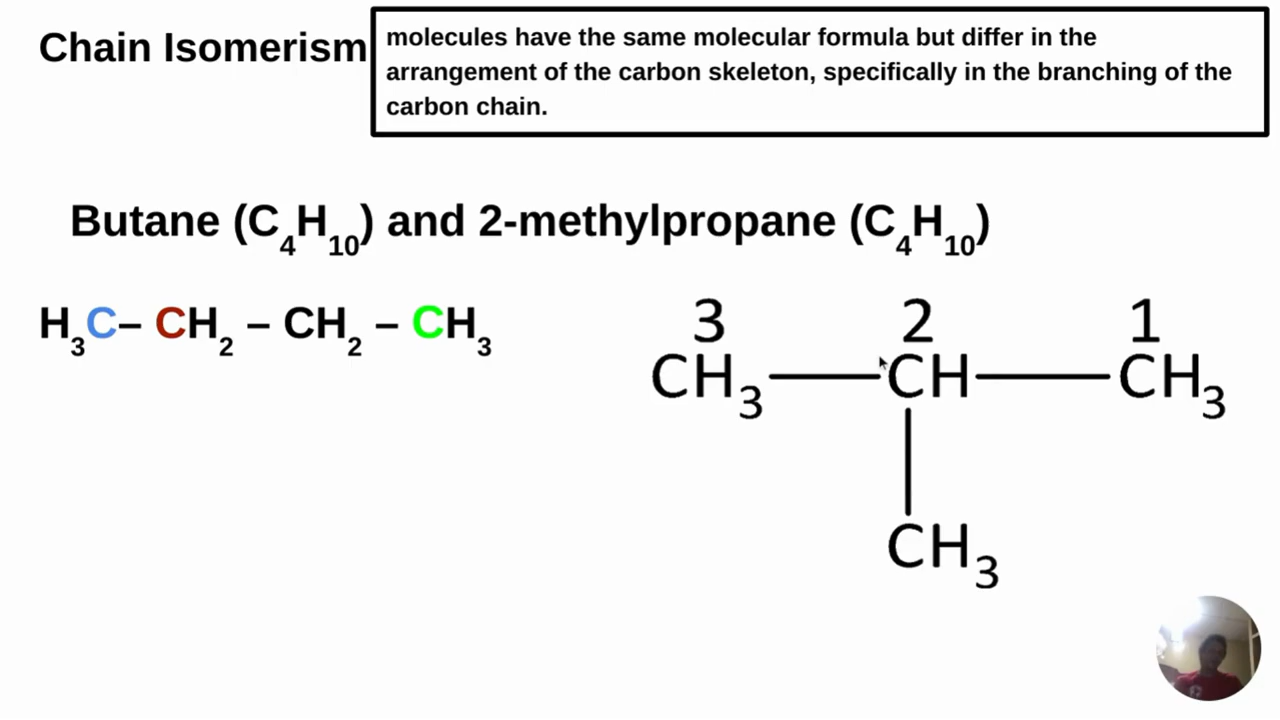 Chain Isomerism
molecules have the same molecular formula but differ in the
arrangement of the carbon skeleton, specifically in the branching of the
carbon chain.
Butane (C₄H₁₀) and 2-methylpropane (C₄H₁₀)
H₃C– CH₂ – CH₂ – CH₃
3 2 1
CH₃—CH—CH₃
|
CH₃